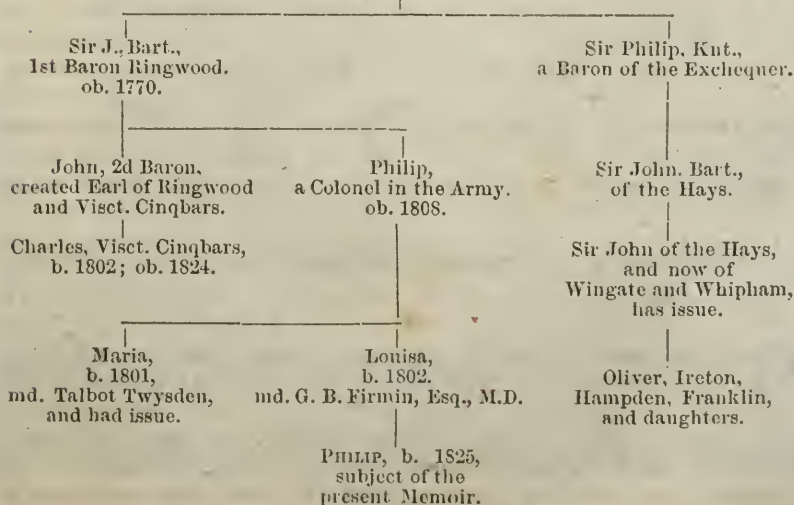 Sir J., Bart.,
1st Baron Ringwood.
ob. 1770.
Sir Philip, Knt.,
a Baron of the Exchequer.
John, 2d Baron,
created Earl of Ringwood
and Visct. Cinqbars.
Philip,
a Colonel in the Army.
ob. 1808.
Sir John, Bart.,
of the Hays.
Charles, Visct. Cinqbars,
b. 1802; ob. 1824.
Sir John of the Hays,
and now of
Wingate and Whipham,
has issue.
Maria,
b. 1801,
md. Talbot Twysden,
and had issue.
Louisa,
b. 1802.
md. G. B. Firmin, Esq., M.D.
Oliver, Ireton,
Hampden, Franklin,
and daughters.
PHILIP, b. 1825,
subject of the
present Memoir.